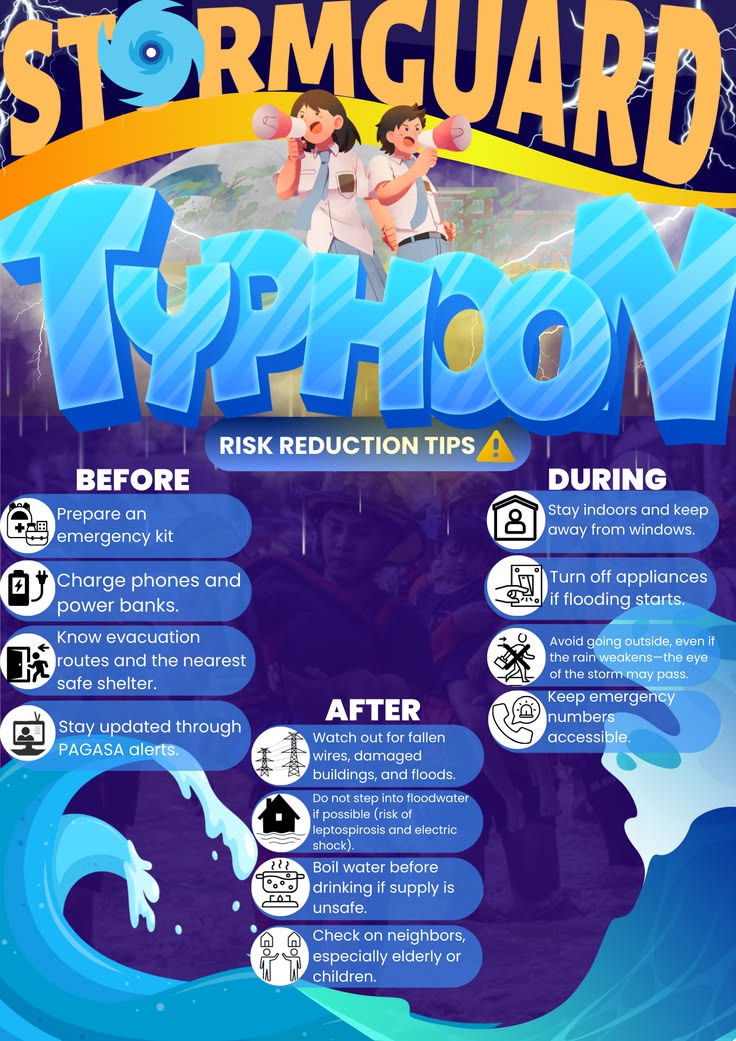 STORMGUARD
TYPHOON
RISK REDUCTION TIPS
BEFORE
Prepare an
emergency kit
Charge phones and
power banks.
Know evacuation
routes and the nearest
safe shelter.
Stay updated through
PAGASA alerts.
DURING
Stay indoors and keep
away from windows.
Turn off appliances
if flooding starts.
Avoid going outside, even if
the rain weakens—the eye
of the storm may pass.
Keep emergency
numbers
accessible.
AFTER
Watch out for fallen
wires, damaged
buildings, and floods.
Do not step into floodwater
if possible (risk of
leptospirosis and electric
shock).
Boil water before
drinking if supply is
unsafe.
Check on neighbors,
especially elderly or
children.